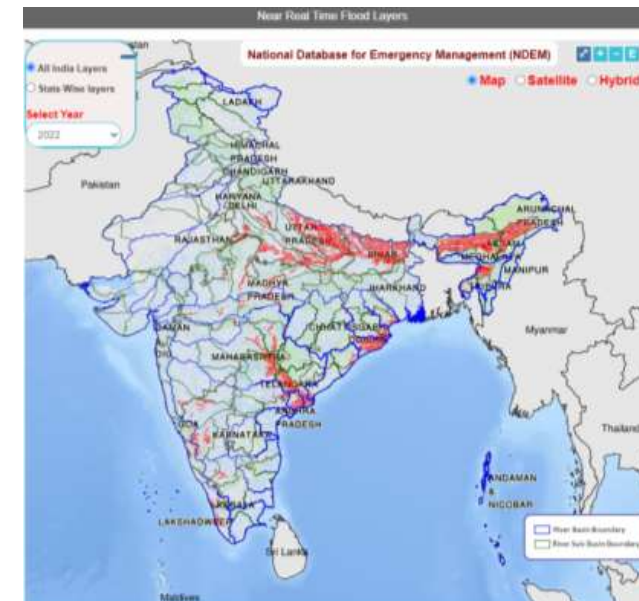 Near Real Time Flood Layers
National Database for Emergency Management (NDEM)
All India Layers
State Wise layers
Select Year
2022
Map Satellite Hybrid
LADAKH
HIMACHAL
PRADESH
CHANDIGARH
UTTARAKHAND
Pakistan
HARYANA
DELHI
ARUNACHAL
PRADESH
RAJASTHAN
UTTAR
PRADESH
BIHAR
ASSAM
MEGHALAYA
MANIPUR
TRIPURA
MADHYA
PRADESH
JHARKHAND
Myanmar
DAMAN
DIU
CHHATTISGARH
MAHARASHTRA
TELANGANA
ANDHRA
PRADESH
GOA
KARNATAKA
Thailand
ANDAMAN
&
NICOBAR
KERALA
LAKSHADWEEP
Sri Lanka
River Basin Boundary
River Sub Basin Boundary
Maldives